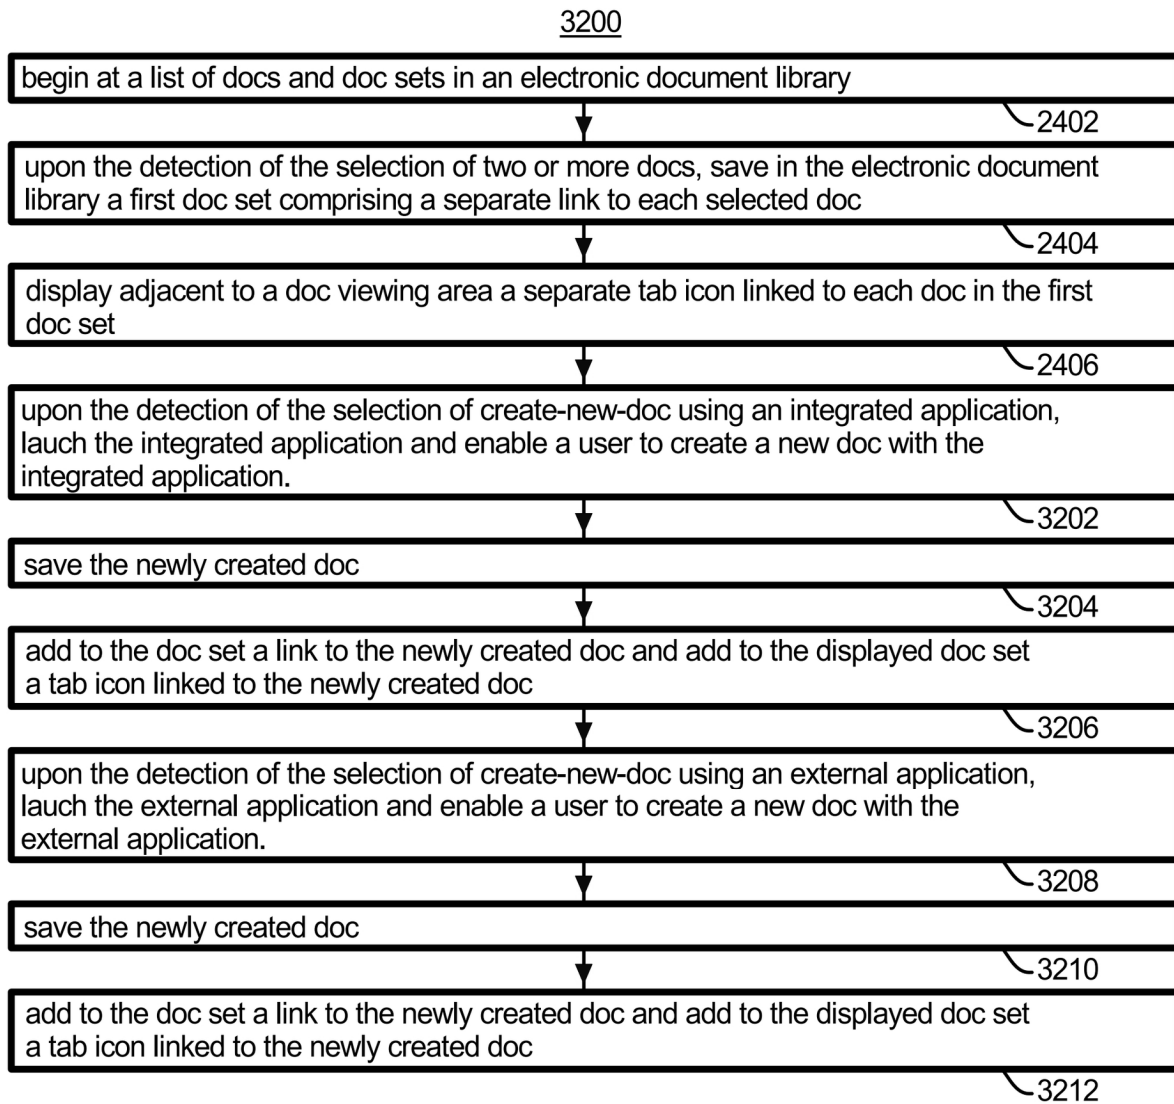 3200
begin at a list of docs and doc sets in an electronic document library
2402
upon the detection of the selection of two or more docs, save in the electronic document
library a first doc set comprising a separate link to each selected doc
2404
display adjacent to a doc viewing area a separate tab icon linked to each doc in the first
doc set
2406
upon the detection of the selection of create-new-doc using an integrated application,
lauch the integrated application and enable a user to create a new doc with the
integrated application.
3202
save the newly created doc
3204
add to the doc set a link to the newly created doc and add to the displayed doc set
a tab icon linked to the newly created doc
3206
upon the detection of the selection of create-new-doc using an external application,
lauch the external application and enable a user to create a new doc with the
external application.
3208
save the newly created doc
3210
add to the doc set a link to the newly created doc and add to the displayed doc set
a tab icon linked to the newly created doc
3212